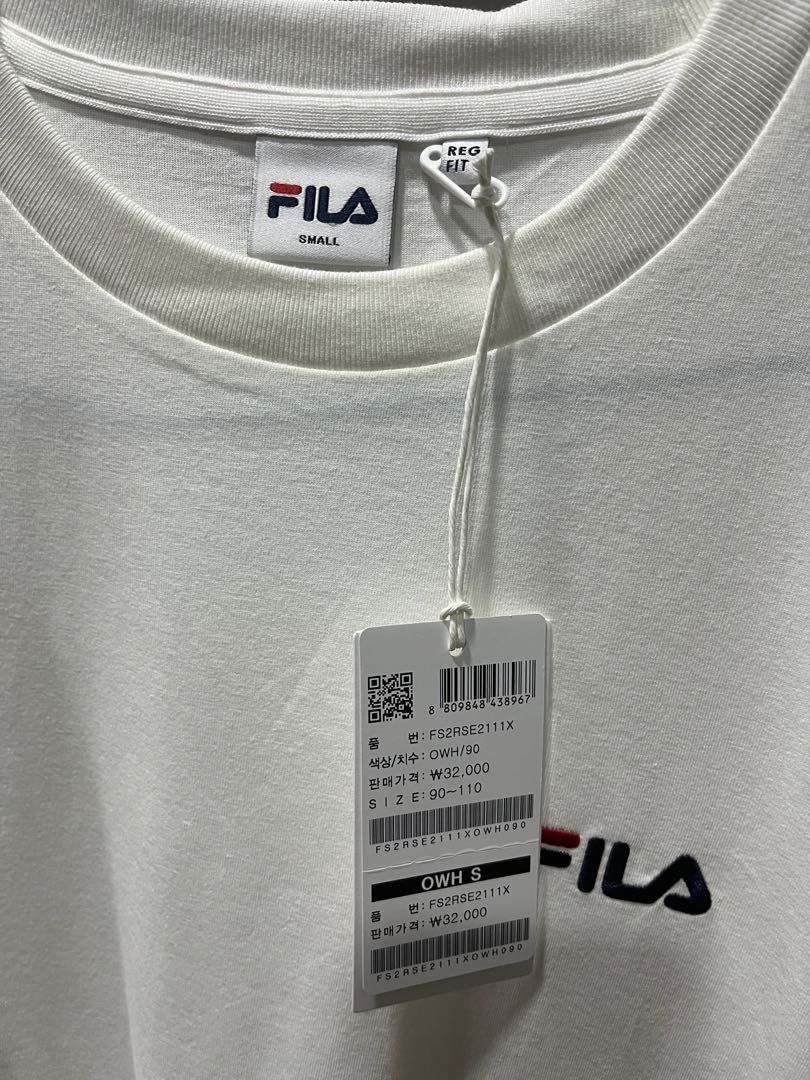 FILA
SMALL
REG
FIT
8 809848 438967
품 번: FS2RSE2111X
색상/치수: OWH/90
판매가격: ₩32,000
SIZE: 90~110
FS2RSE2111XOWH090
OWH S
품 번: FS2RSE2111X
판매가격: ₩32,000
FS2RSE2111XOWH090
FILA